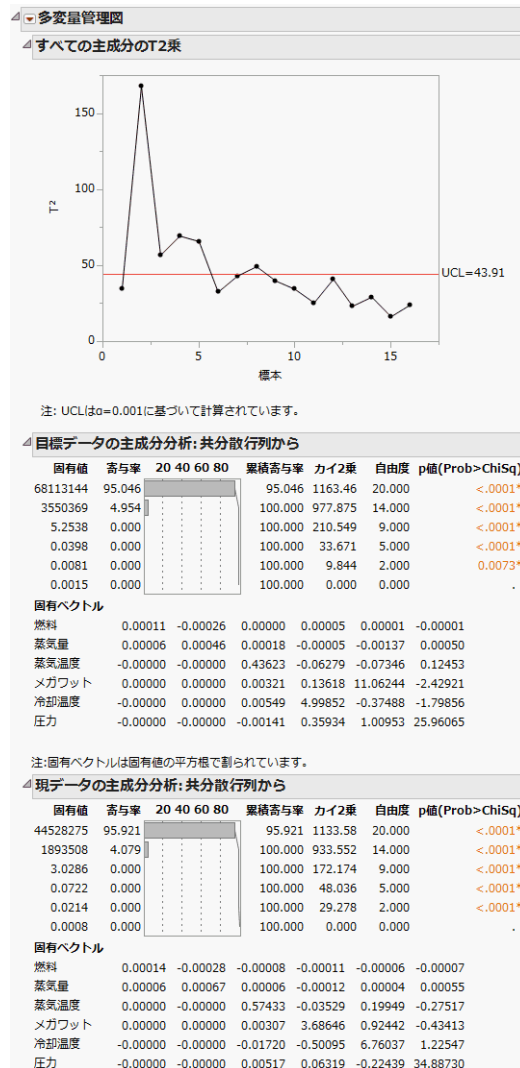 多変量管理図
すべての主成分のT2乗
150
100
50
0
T²
UCL=43.91
0 5 10 15
標本
注: UCLはα=0.001に基づいて計算されています。
目標データの主成分分析: 共分散行列から
固有値 寄与率 20 40 60 80 累積寄与率 カイ2乗 自由度 p値(Prob>ChiSq)
68113144 95.046 95.046 1163.46 20.000 <.0001*
3550369 4.954 100.000 977.875 14.000 <.0001*
5.2538 0.000 100.000 210.549 9.000 <.0001*
0.0398 0.000 100.000 33.671 5.000 <.0001*
0.0081 0.000 100.000 9.844 2.000 0.0073*
0.0015 0.000 100.000 0.000 0.000 .
固有ベクトル
燃料 0.00011 -0.00026 0.00000 0.00005 0.00001 -0.00001
蒸気量 0.00006 0.00046 0.00018 -0.00005 -0.00137 0.00050
蒸気温度 -0.00000 -0.00000 0.43623 -0.06279 -0.07346 0.12453
メガワット 0.00000 0.00000 0.00321 0.13618 11.06244 -2.42921
冷却温度 -0.00000 0.00000 0.00549 4.99852 -0.37488 -1.79856
圧力 -0.00000 -0.00000 -0.00141 0.35934 1.00953 25.96065
注:固有ベクトルは固有値の平方根で割られています。
現データの主成分分析: 共分散行列から
固有値 寄与率 20 40 60 80 累積寄与率 カイ2乗 自由度 p値(Prob>ChiSq)
44528275 95.921 95.921 1133.58 20.000 <.0001*
1893508 4.079 100.000 933.552 14.000 <.0001*
3.0286 0.000 100.000 172.174 9.000 <.0001*
0.0722 0.000 100.000 48.036 5.000 <.0001*
0.0214 0.000 100.000 29.278 2.000 <.0001*
0.0008 0.000 100.000 0.000 0.000 .
固有ベクトル
燃料 0.00014 -0.00028 -0.00008 -0.00011 -0.00006 -0.00007
蒸気量 0.00006 0.00067 0.00006 -0.00012 0.00004 0.00055
蒸気温度 0.00000 -0.00000 0.57433 -0.03529 0.19949 -0.27517
メガワット 0.00000 0.00000 0.00307 3.68646 0.92442 -0.43413
冷却温度 -0.00000 -0.00000 -0.01720 -0.50095 6.76037 1.22547
圧力 -0.00000 -0.00000 0.00517 0.06319 -0.22439 34.88730